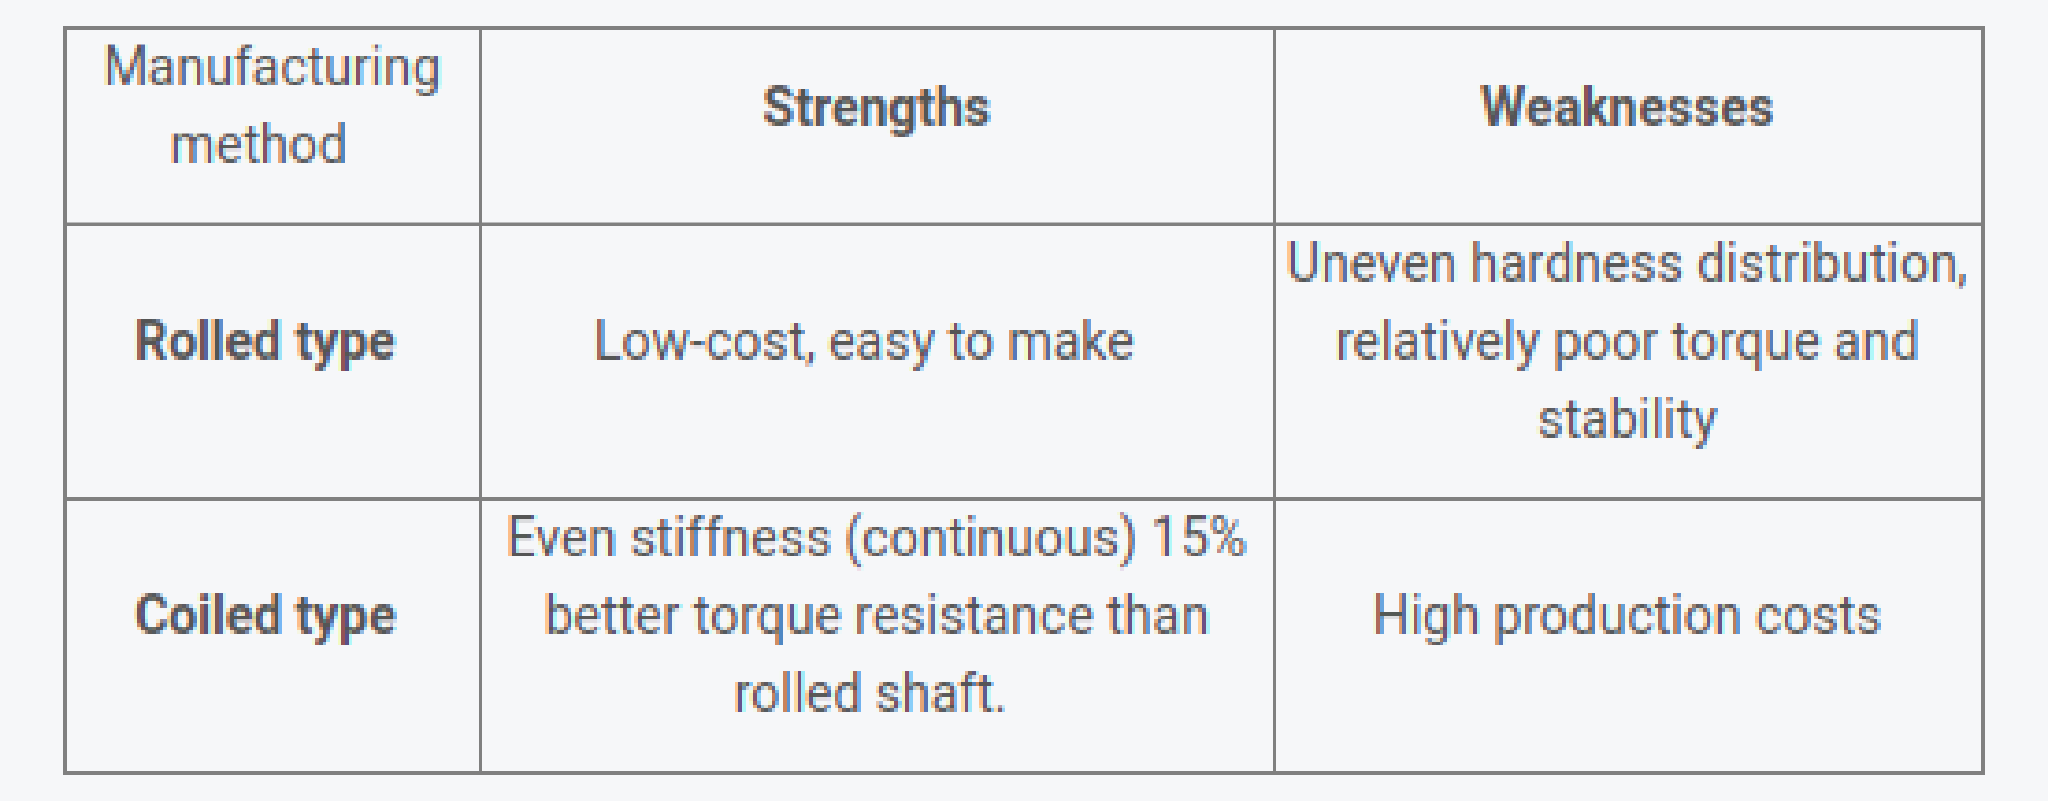 Manufacturing
method
Strengths
Weaknesses
Rolled type
Low-cost, easy to make
Uneven hardness distribution,
relatively poor torque and
stability
Coiled type
Even stiffness (continuous) 15%
better torque resistance than
rolled shaft.
High production costs